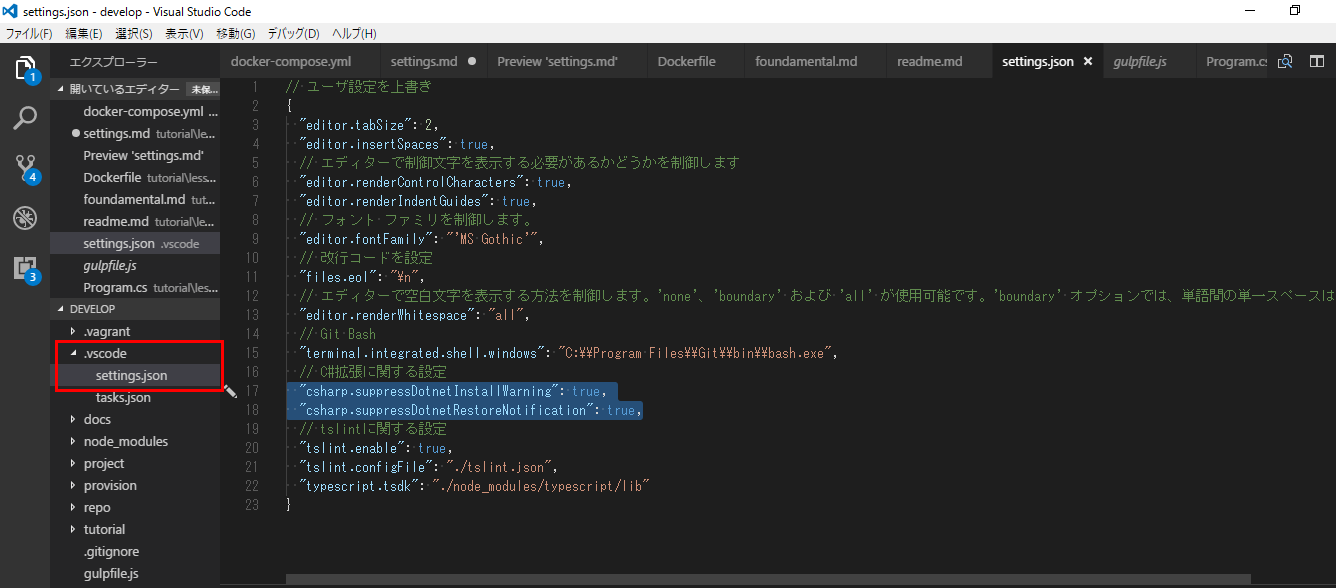 settings.json - develop - Visual Studio Code
ファイル(F) 編集(E) 選択(S) 表示(V) 移動(G) デバッグ(D) ヘルプ(H)
エクスプローラー
docker-compose.yml settings.md Preview 'settings.md' Dockerfile foundamental.md readme.md settings.json gulpfile.js Program.cs
1
4
3
開いているエディター 未保...
docker-compose.yml ...
settings.md tutorial\le...
Preview 'settings.md'
Dockerfile tutorial\less...
foundamental.md tut...
readme.md tutorial\l...
settings.json .vscode
gulpfile.js
Program.cs tutorial\les...
DEVELOP
.vagrant
.vscode
settings.json
tasks.json
docs
node_modules
project
provision
repo
tutorial
.gitignore
gulpfile.js
1 // ユーザ設定を上書き
2 {
3 "editor.tabSize": 2,
4 "editor.insertSpaces": true,
5 // エディターで制御文字を表示する必要があるかどうかを制御します
6 "editor.renderControlCharacters": true,
7 "editor.renderIndentGuides": true,
8 // フォント ファミリを制御します。
9 "editor.fontFamily": "'MS Gothic'",
10 // 改行コードを設定
11 "files.eol": "\n",
12 // エディターで空白文字を表示する方法を制御します。'none'、'boundary' および 'all' が使用可能です。'boundary' オプションでは、単語間の単一スペースは
13 "editor.renderWhitespace": "all",
14 // Git Bash
15 "terminal.integrated.shell.windows": "C:\\Program Files\\Git\\bin\\bash.exe",
16 // C#拡張に関する設定
17 "csharp.suppressDotnetInstallWarning": true,
18 "csharp.suppressDotnetRestoreNotification": true,
19 // tslintに関する設定
20 "tslint.enable": true,
21 "tslint.configFile": "./tslint.json",
22 "typescript.tsdk": "./node_modules/typescript/lib"
23 }